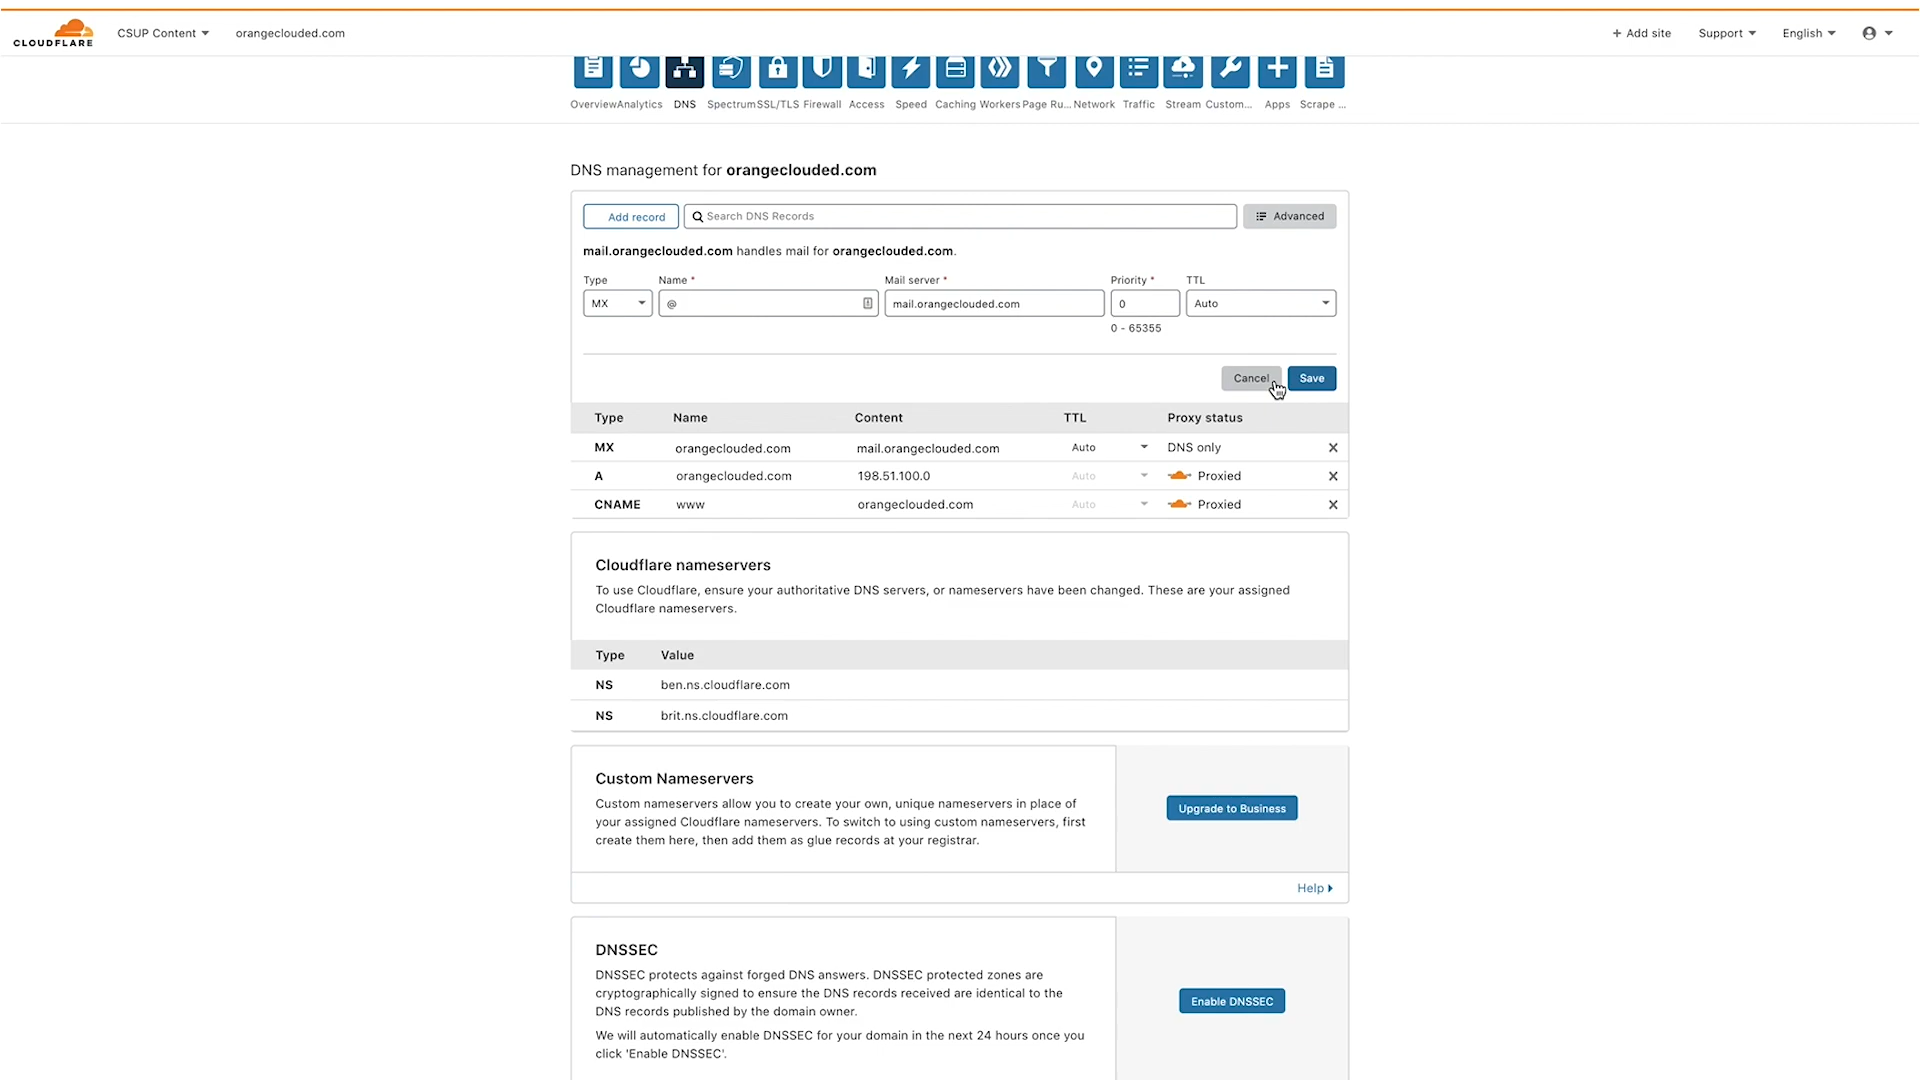 CLOUDFLARE
CSUP Content
orangeclouded.com
+ Add site
Support
English
Overview
Analytics
DNS
Spectrum
SSL/TLS
Firewall
Access
Speed
Caching
Workers
Page Ru...
Network
Traffic
Stream
Custom...
Apps
Scrape ...
DNS management for orangeclouded.com
Add record
Search DNS Records
Advanced
mail.orangeclouded.com handles mail for orangeclouded.com.
Type
Name *
Mail server *
Priority *
TTL
MX
@
mail.orangeclouded.com
0
Auto
0 - 65355
Cancel
Save
Type Name Content TTL Proxy status
MX orangeclouded.com mail.orangeclouded.com Auto DNS only
A orangeclouded.com 198.51.100.0 Auto Proxied
CNAME www orangeclouded.com Auto Proxied
Cloudflare nameservers
To use Cloudflare, ensure your authoritative DNS servers, or nameservers have been changed. These are your assigned
Cloudflare nameservers.
Type Value
NS ben.ns.cloudflare.com
NS brit.ns.cloudflare.com
Custom Nameservers
Custom nameservers allow you to create your own, unique nameservers in place of
your assigned Cloudflare nameservers. To switch to using custom nameservers, first
create them here, then add them as glue records at your registrar.
Upgrade to Business
Help
DNSSEC
DNSSEC protects against forged DNS answers. DNSSEC protected zones are
cryptographically signed to ensure the DNS records received are identical to the
DNS records published by the domain owner.
We will automatically enable DNSSEC for your domain in the next 24 hours once you
click 'Enable DNSSEC'.
Enable DNSSEC